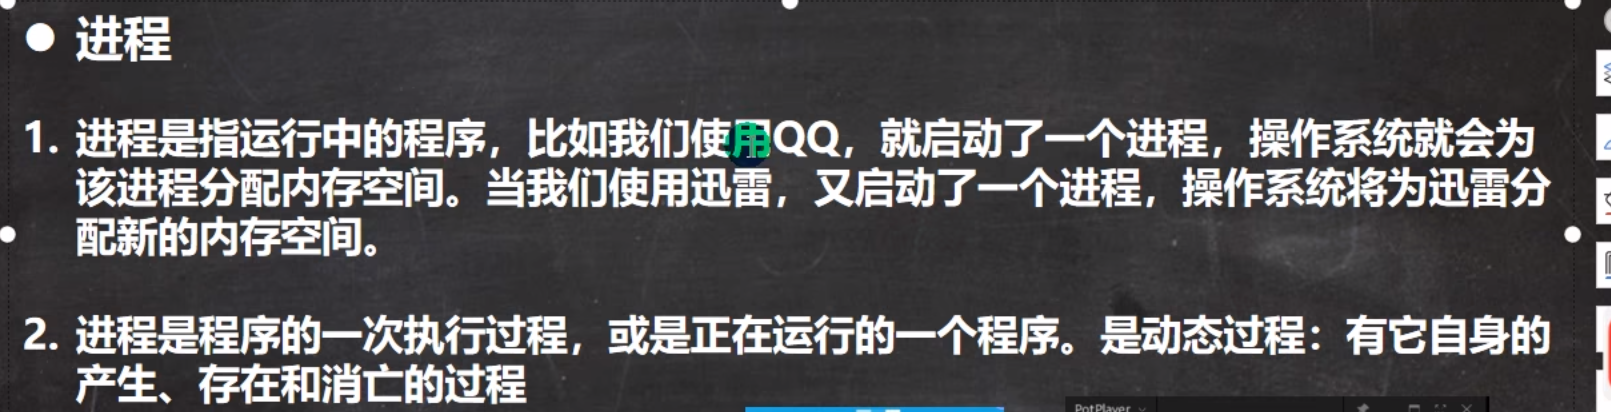 ● 进程
1. 进程是指运行中的程序，比如我们使用QQ，就启动了一个进程，操作系统就会为
该进程分配内存空间。当我们使用迅雷，又启动了一个进程，操作系统将为迅雷分
配新的内存空间。
2. 进程是程序的一次执行过程，或是正在运行的一个程序。是动态过程：有它自身的
产生、存在和消亡的过程
PotPlayer